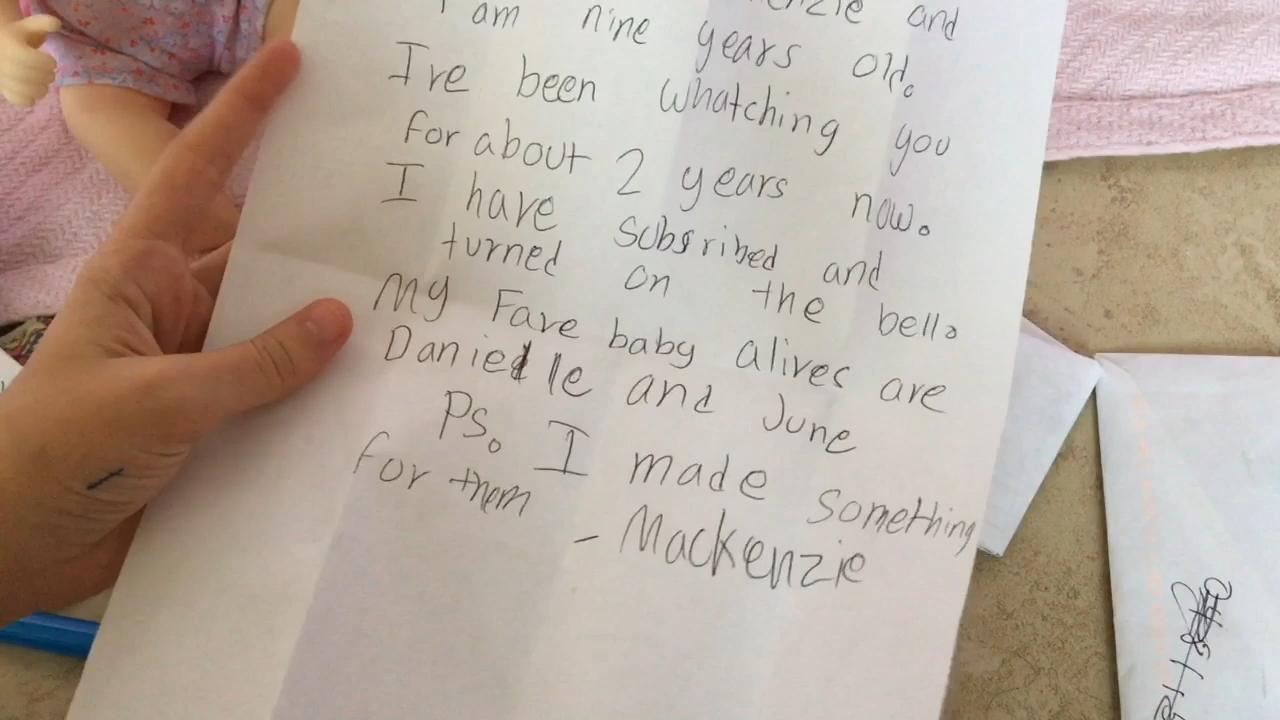 and
I am nine years old.
I've been whatching you
for about 2 years now.
I have subsribed and
turned on the bell.
My Fave baby alives are
Danielle and June
Ps. I made something
for them
- Mackenzie